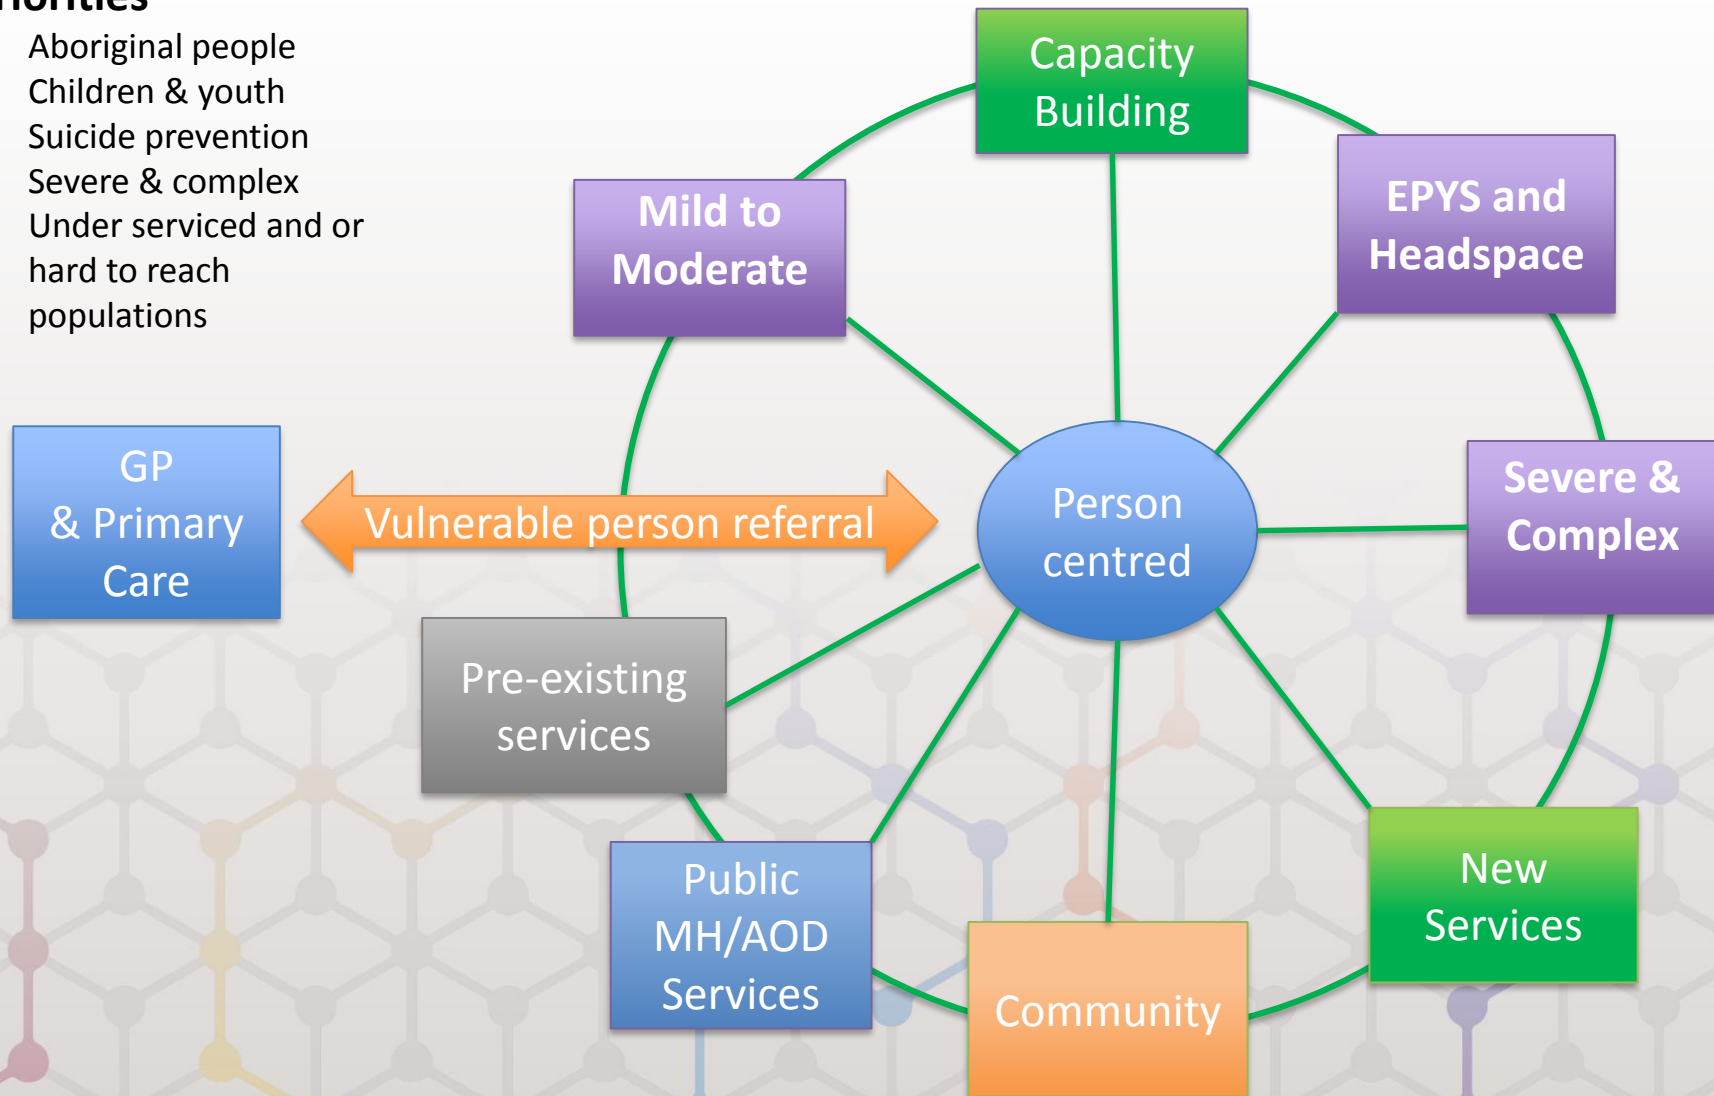 Aboriginal people
Children & youth
Suicide prevention
Severe & complex
Under serviced and or
hard to reach
populations
Capacity
Building
Mild to
Moderate
EPYS and
Headspace
GP
& Primary
Care
Vulnerable person referral
Person
centred
Severe &
Complex
Pre-existing
services
Public
MH/AOD
Services
Community
New
Services